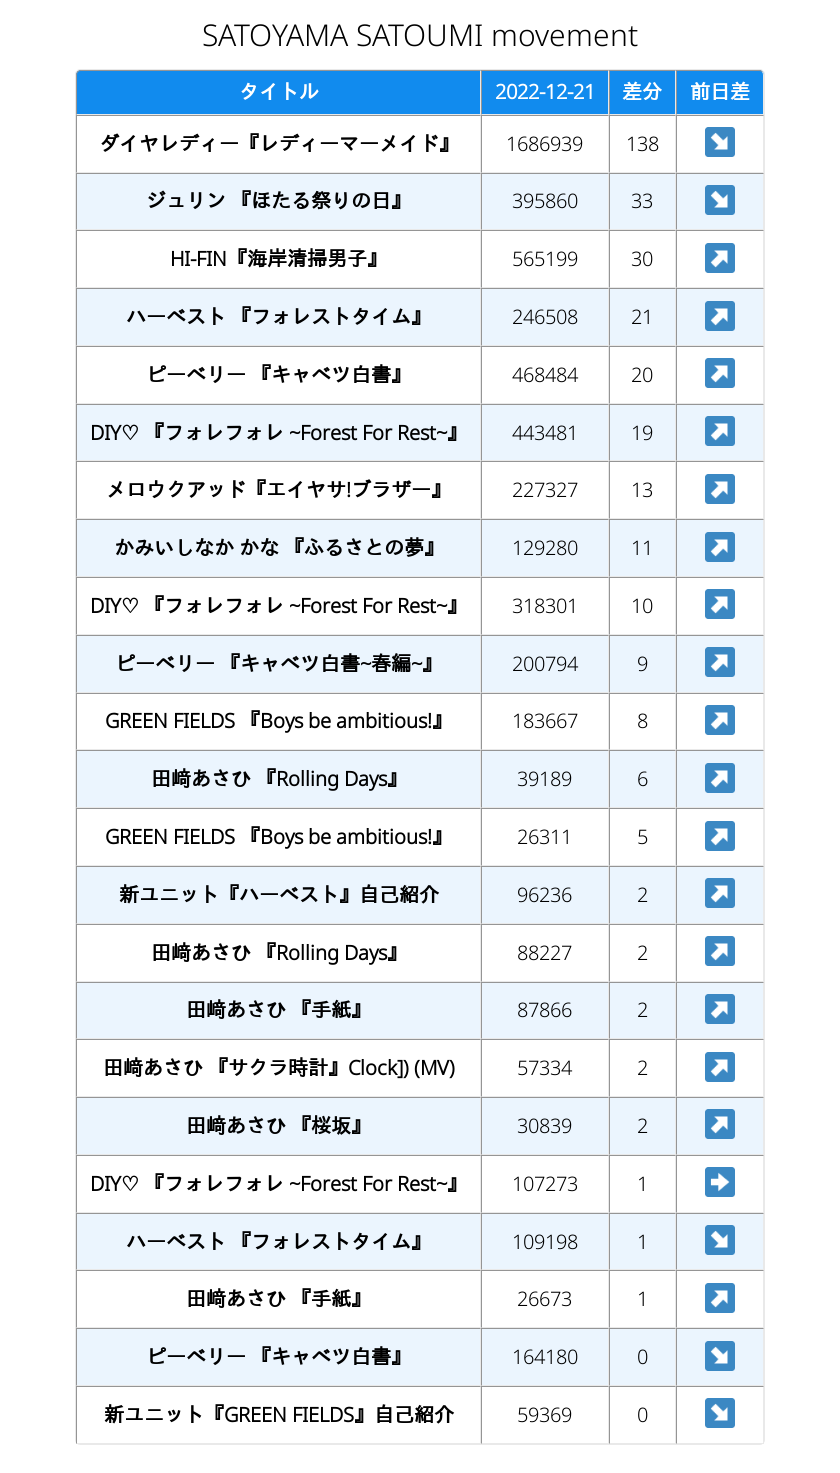 SATOYAMA SATOUMI movement
タイトル 2022-12-21 差分 前日差
ダイヤレディー『レディーマーメイド』 1686939 138 ↘
ジュリン 『ほたる祭りの日』 395860 33 ↘
HI-FIN『海岸清掃男子』 565199 30 ↗
ハーベスト 『フォレストタイム』 246508 21 ↗
ピーベリー 『キャベツ白書』 468484 20 ↗
DIY♡ 『フォレフォレ ~Forest For Rest~』 443481 19 ↗
メロウクアッド『エイヤサ!ブラザー』 227327 13 ↗
かみいしなか かな 『ふるさとの夢』 129280 11 ↗
DIY♡ 『フォレフォレ ~Forest For Rest~』 318301 10 ↗
ピーベリー 『キャベツ白書~春編~』 200794 9 ↗
GREEN FIELDS 『Boys be ambitious!』 183667 8 ↗
田﨑あさひ 『Rolling Days』 39189 6 ↗
GREEN FIELDS 『Boys be ambitious!』 26311 5 ↗
新ユニット『ハーベスト』自己紹介 96236 2 ↗
田﨑あさひ 『Rolling Days』 88227 2 ↗
田﨑あさひ 『手紙』 87866 2 ↗
田﨑あさひ 『サクラ時計』Clock]) (MV) 57334 2 ↗
田﨑あさひ 『桜坂』 30839 2 ↗
DIY♡ 『フォレフォレ ~Forest For Rest~』 107273 1 ➡
ハーベスト 『フォレストタイム』 109198 1 ↘
田﨑あさひ 『手紙』 26673 1 ↗
ピーベリー 『キャベツ白書』 164180 0 ↘
新ユニット『GREEN FIELDS』自己紹介 59369 0 ↘